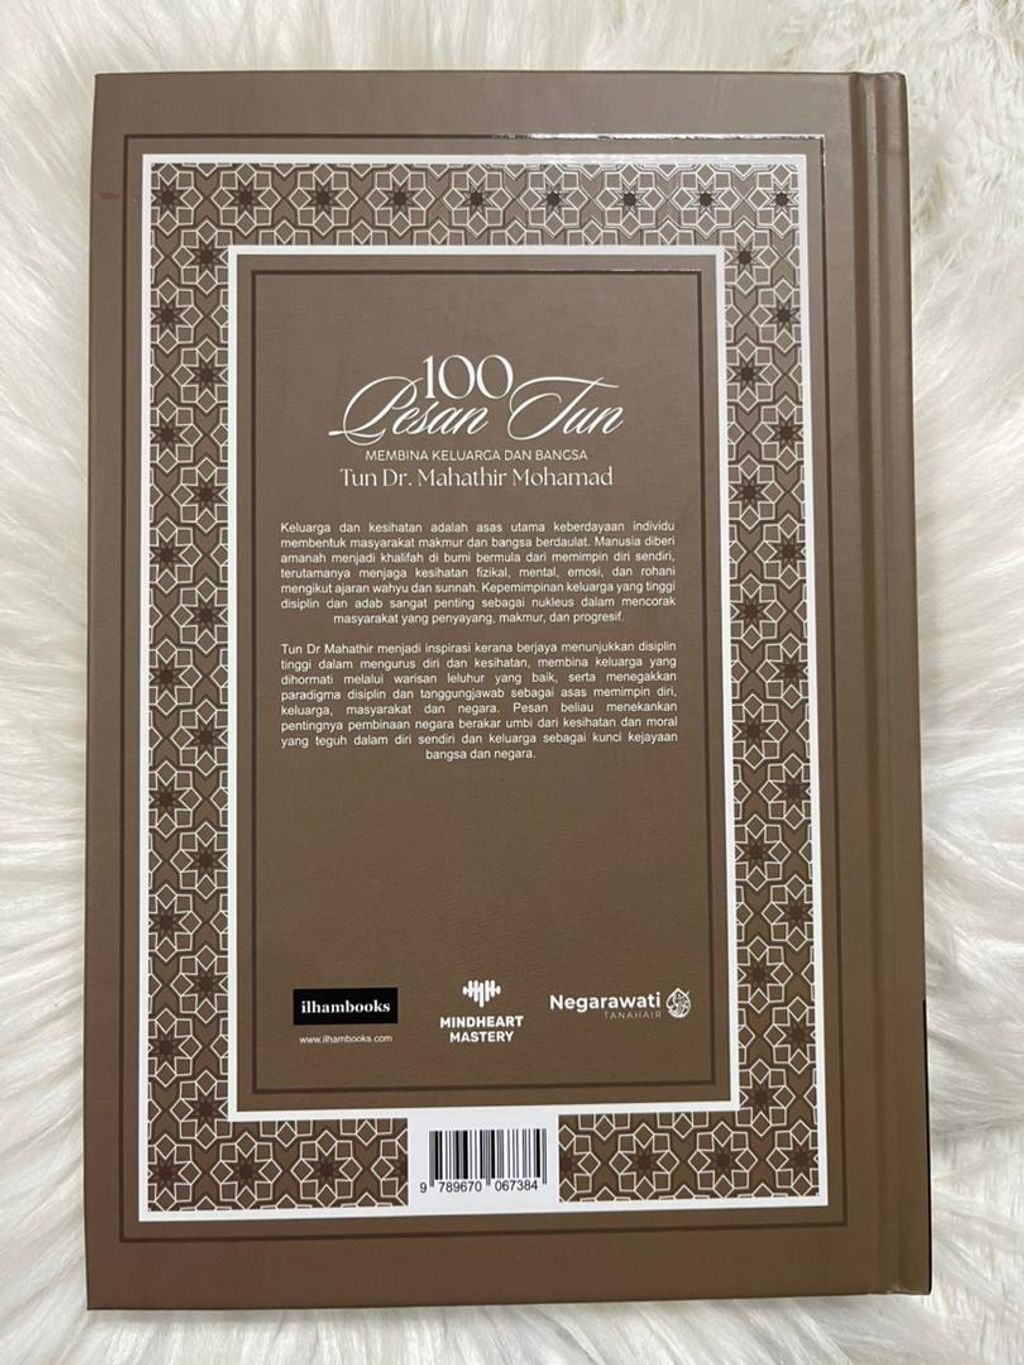 100
Pesan Tun
MEMBINA KELUARGA DAN BANGSA
Tun Dr. Mahathir Mohamad
Keluarga dan kesihatan adalah asas utama keberdayaan individu
membentuk masyarakat makmur dan bangsa berdaulat. Manusia diberi
amanah menjadi khalifah di bumi bermula dari memimpin diri sendiri,
terutamanya menjaga kesihatan fizikal, mental, emosi, dan rohani
mengikut ajaran wahyu dan sunnah. Kepemimpinan keluarga yang tinggi
disiplin dan adab sangat penting sebagai nukleus dalam mencorak
masyarakat yang penyayang, makmur, dan progresif.
Tun Dr Mahathir menjadi inspirasi kerana berjaya menunjukkan disiplin
tinggi dalam mengurus diri dan kesihatan, membina keluarga yang
dihormati melalui warisan leluhur yang baik, serta menegakkan
paradigma disiplin dan tanggungjawab sebagai asas memimpin diri,
keluarga, masyarakat dan negara. Pesan beliau menekankan
pentingnya pembinaan negara berakar umbi dari kesihatan dan moral
yang teguh dalam diri sendiri dan keluarga sebagai kunci kejayaan
bangsa dan negara.
ilhambooks
www.ilhambooks.com
MINDHEART
MASTERY
Negarawati
TANAHAIR
9 789670 067384